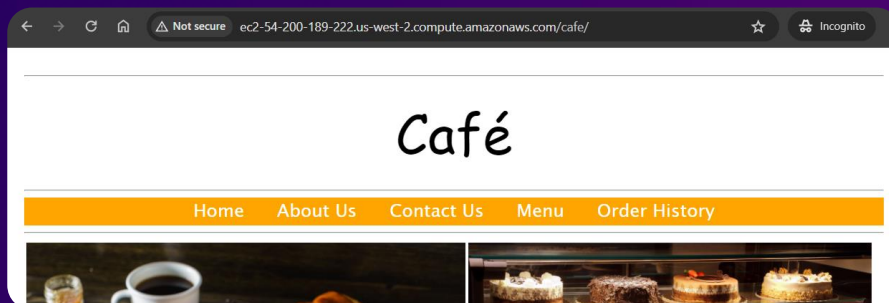 Not secure ec2-54-200-189-222.us-west-2.compute.amazonaws.com/cafe/ Incognito
Café
Home About Us Contact Us Menu Order History